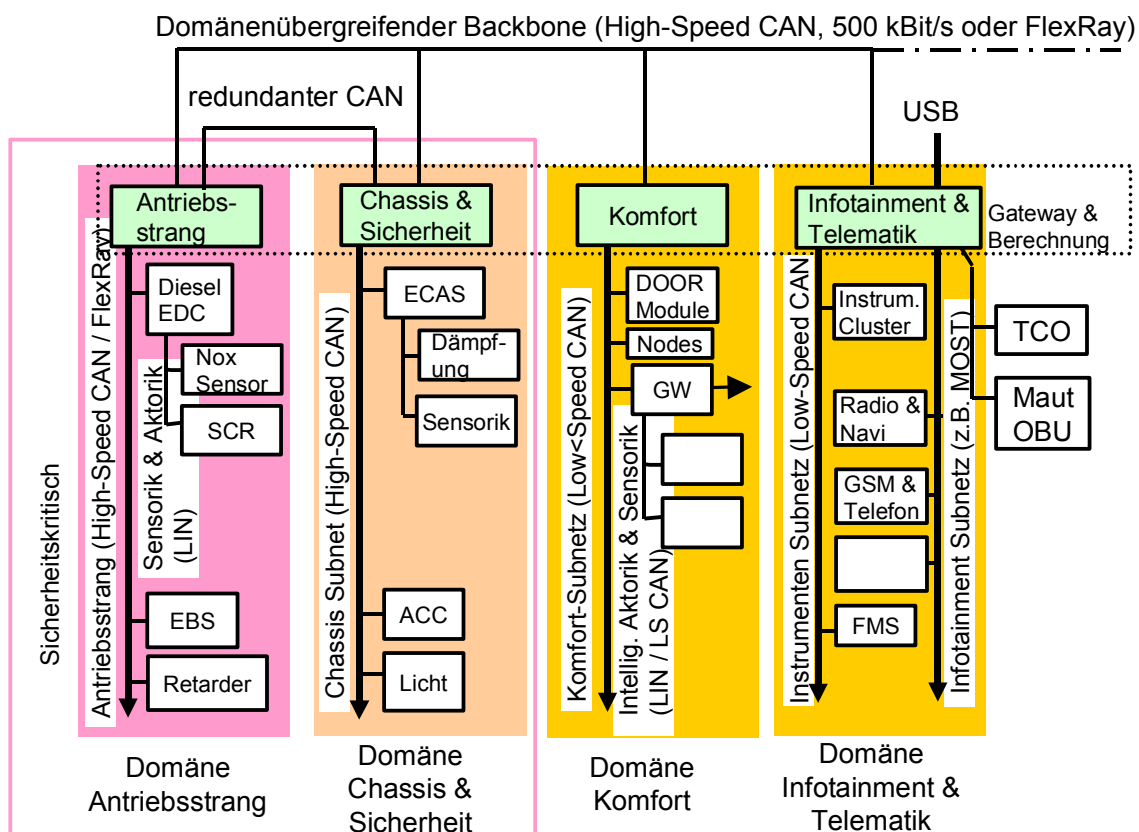 Domänenübergreifender Backbone (High-Speed CAN, 500 kBit/s oder FlexRay)
redundanter CAN
USB
Antriebs-
strang
Chassis &
Sicherheit
Komfort
Infotainment &
Telematik
Gateway &
Berechnung
Sicherheitskritisch
Antriebsstrang (High-Speed CAN / FlexRay)
Diesel
EDC
Nox
Sensor
SCR
Sensorik & Aktorik
(LIN)
EBS
Retarder
Chassis Subnet (High-Speed CAN)
ECAS
Dämpf-
ung
Sensorik
ACC
Licht
Komfort-Subnetz (Low<Speed CAN)
DOOR
Module
Nodes
GW
Intellig. Aktorik & Sensorik
(LIN / LS CAN)
Instrumenten Subnetz (Low-Speed CAN
Instrum.
Cluster
Radio &
Navi
GSM &
Telefon
FMS
Infotainment Subnetz (z.B. MOST)
TCO
Maut
OBU
Domäne
Antriebsstrang
Domäne
Chassis &
Sicherheit
Domäne
Komfort
Domäne
Infotainment &
Telematik